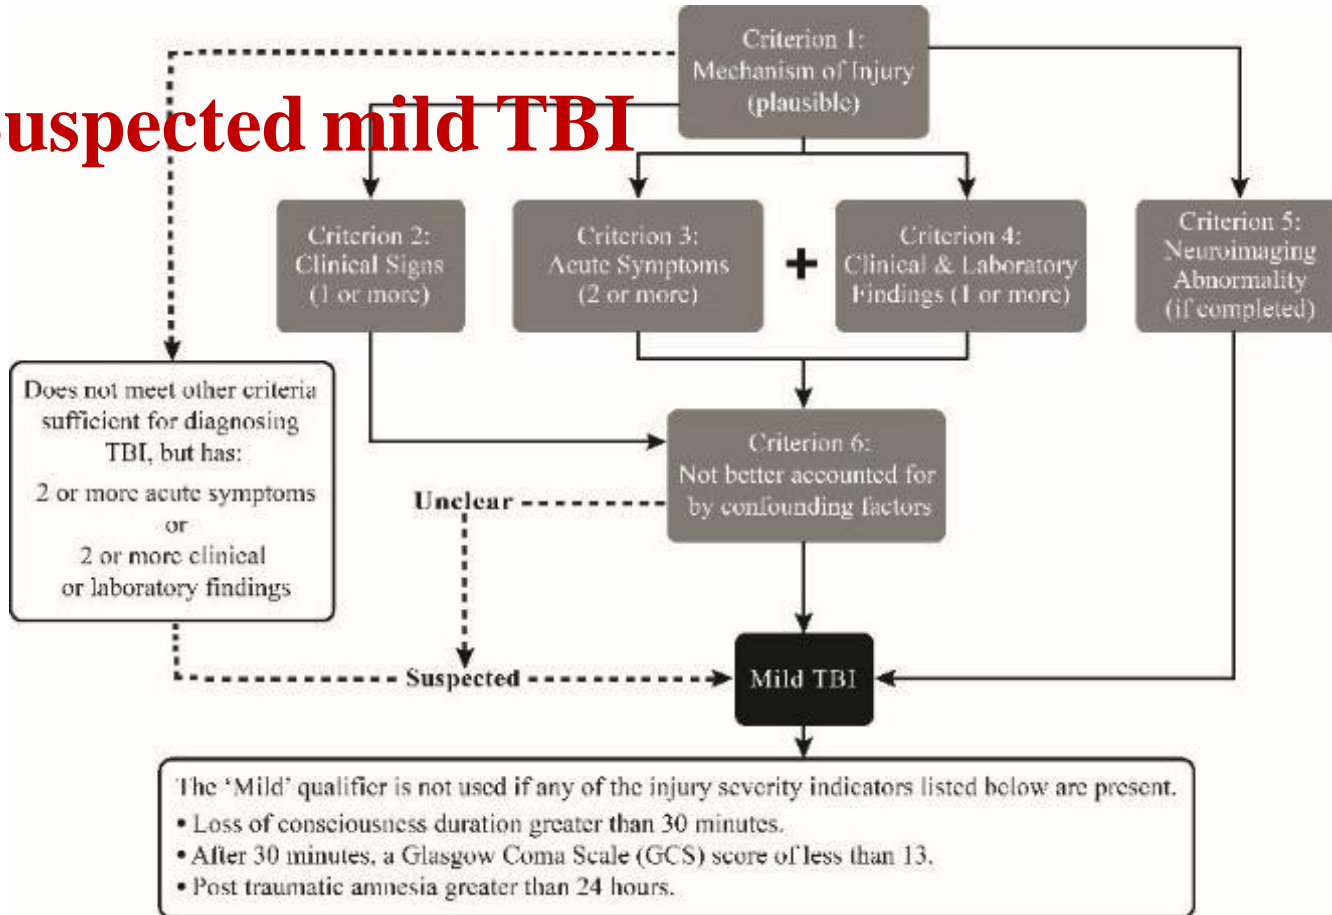 Criterion 1:
Mechanism of Injury
(plausible)
uspected mild TBI
Criterion 2:
Clinical Signs
(1 or more)
Criterion 3:
Acute Symptoms
(2 or more)
+
Criterion 4:
Clinical & Laboratory
Findings (1 or more)
Criterion 5:
Neuroimaging
Abnormality
(if completed)
Does not meet other criteria
sufficient for diagnosing
TBI, but has:
2 or more acute symptoms
or
2 or more clinical
or laboratory findings
Criterion 6:
Not better accounted for
by confounding factors
Unclear
Suspected
Mild TBI
The ‘Mild’ qualifier is not used if any of the injury severity indicators listed below are present.
• Loss of consciousness duration greater than 30 minutes.
• After 30 minutes, a Glasgow Coma Scale (GCS) score of less than 13.
• Post traumatic amnesia greater than 24 hours.